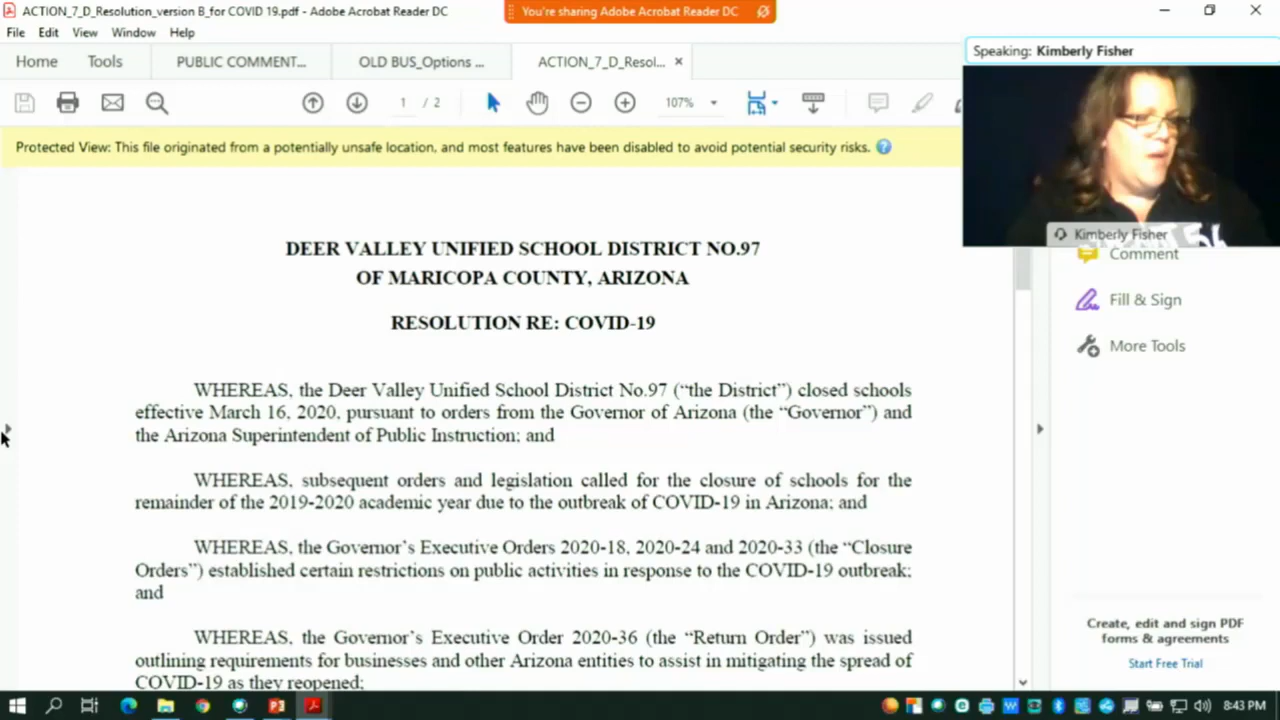 ACTION_7_D_Resolution_version B_for COVID 19.pdf - Adobe Acrobat Reader DC
You're sharing Adobe Acrobat Reader DC
File Edit View Window Help
Speaking: Kimberly Fisher
Home Tools PUBLIC COMMENT... OLD BUS_Options ... ACTION_7_D_Resol... ×
1 / 2 107%
Protected View: This file originated from a potentially unsafe location, and most features have been disabled to avoid potential security risks.
Kimberly Fisher
Comment
Fill & Sign
More Tools
DEER VALLEY UNIFIED SCHOOL DISTRICT NO.97
OF MARICOPA COUNTY, ARIZONA
RESOLUTION RE: COVID-19
WHEREAS, the Deer Valley Unified School District No.97 (“the District”) closed schools
effective March 16, 2020, pursuant to orders from the Governor of Arizona (the “Governor”) and
the Arizona Superintendent of Public Instruction; and
WHEREAS, subsequent orders and legislation called for the closure of schools for the
remainder of the 2019-2020 academic year due to the outbreak of COVID-19 in Arizona; and
WHEREAS, the Governor’s Executive Orders 2020-18, 2020-24 and 2020-33 (the “Closure
Orders”) established certain restrictions on public activities in response to the COVID-19 outbreak;
and
WHEREAS, the Governor’s Executive Order 2020-36 (the “Return Order”) was issued
outlining requirements for businesses and other Arizona entities to assist in mitigating the spread of
COVID-19 as they reopened;
Create, edit and sign PDF
forms & agreements
Start Free Trial
8:43 PM